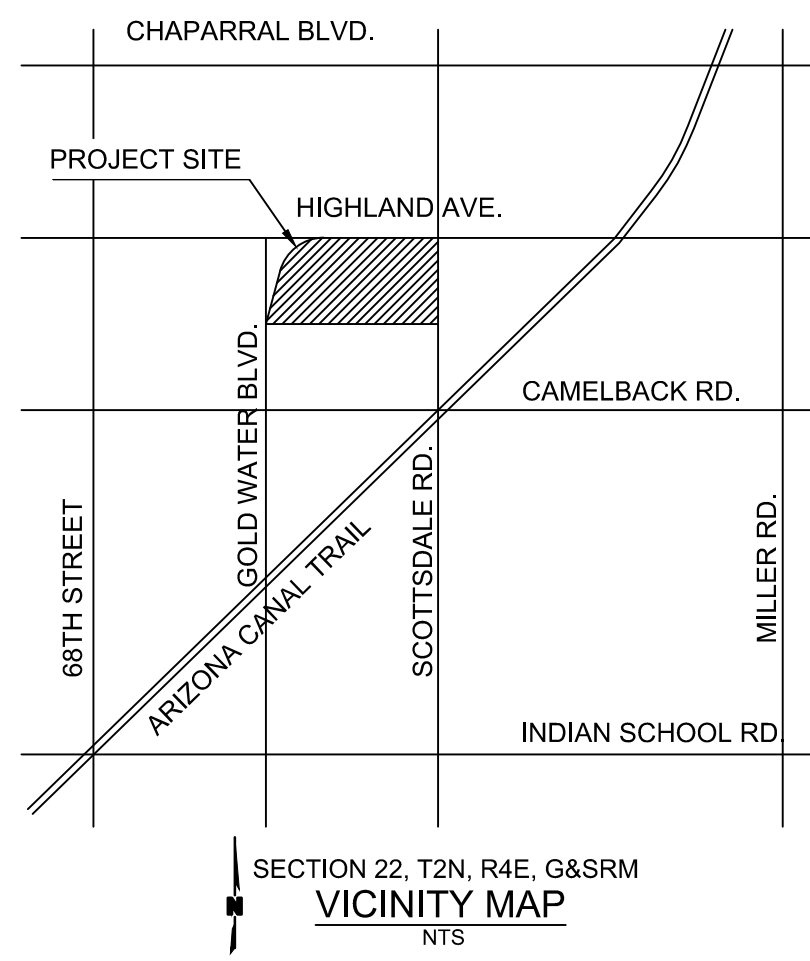 CHAPARRAL BLVD.
PROJECT SITE
HIGHLAND AVE.
GOLD WATER BLVD.
CAMELBACK RD.
SCOTTSDALE RD.
68TH STREET
MILLER RD.
ARIZONA CANAL TRAIL
INDIAN SCHOOL RD.
SECTION 22, T2N, R4E, G&SRM
N
VICINITY MAP
NTS